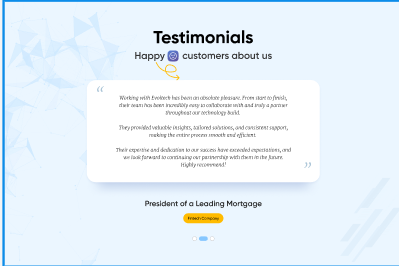 Testimonials
Happy customers about us
“
Working with Evoltech has been an absolute pleasure. From start to finish,
their team has been incredibly easy to collaborate with and truly a partner
throughout our technology build.
They provided valuable insights, tailored solutions, and consistent support,
making the entire process smooth and efficient.
Their expertise and dedication to our success have exceeded expectations, and
we look forward to continuing our partnership with them in the future.
Highly recommend!
”
President of a Leading Mortgage
Fintech Company